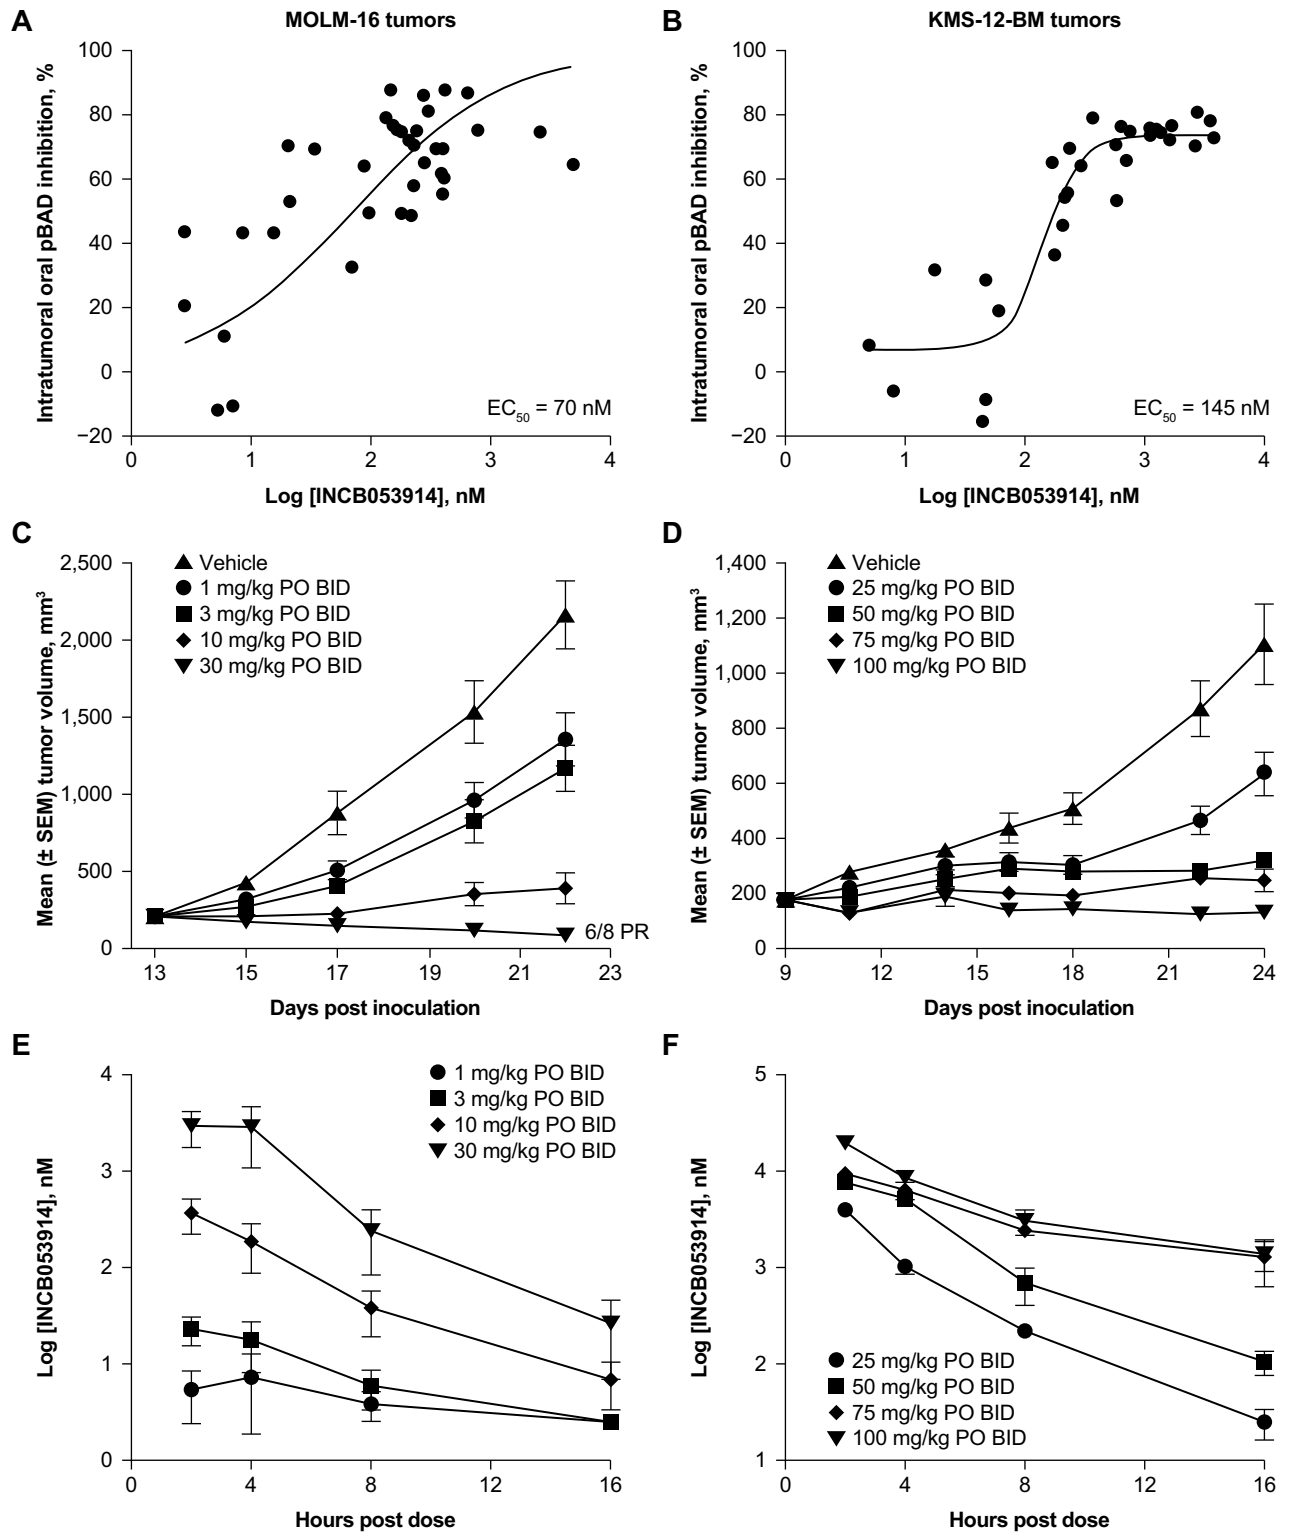 A
MOLM-16 tumors
Intratumoral oral pBAD inhibition, %
100
80
60
40
20
0
−20
EC50 = 70 nM
0 1 2 3 4
Log [INCB053914], nM
B
KMS-12-BM tumors
Intratumoral oral pBAD inhibition, %
100
80
60
40
20
0
−20
EC50 = 145 nM
0 1 2 3 4
Log [INCB053914], nM
C
Mean (± SEM) tumor volume, mm³
2,500
2,000
1,500
1,000
500
0
Vehicle
1 mg/kg PO BID
3 mg/kg PO BID
10 mg/kg PO BID
30 mg/kg PO BID
6/8 PR
13 15 17 19 21 23
Days post inoculation
D
Mean (± SEM) tumor volume, mm³
1,400
1,200
1,000
800
600
400
200
0
Vehicle
25 mg/kg PO BID
50 mg/kg PO BID
75 mg/kg PO BID
100 mg/kg PO BID
9 12 15 18 21 24
Days post inoculation
E
Log [INCB053914], nM
4
3
2
1
0
1 mg/kg PO BID
3 mg/kg PO BID
10 mg/kg PO BID
30 mg/kg PO BID
0 4 8 12 16
Hours post dose
F
Log [INCB053914], nM
5
4
3
2
1
25 mg/kg PO BID
50 mg/kg PO BID
75 mg/kg PO BID
100 mg/kg PO BID
0 4 8 12 16
Hours post dose